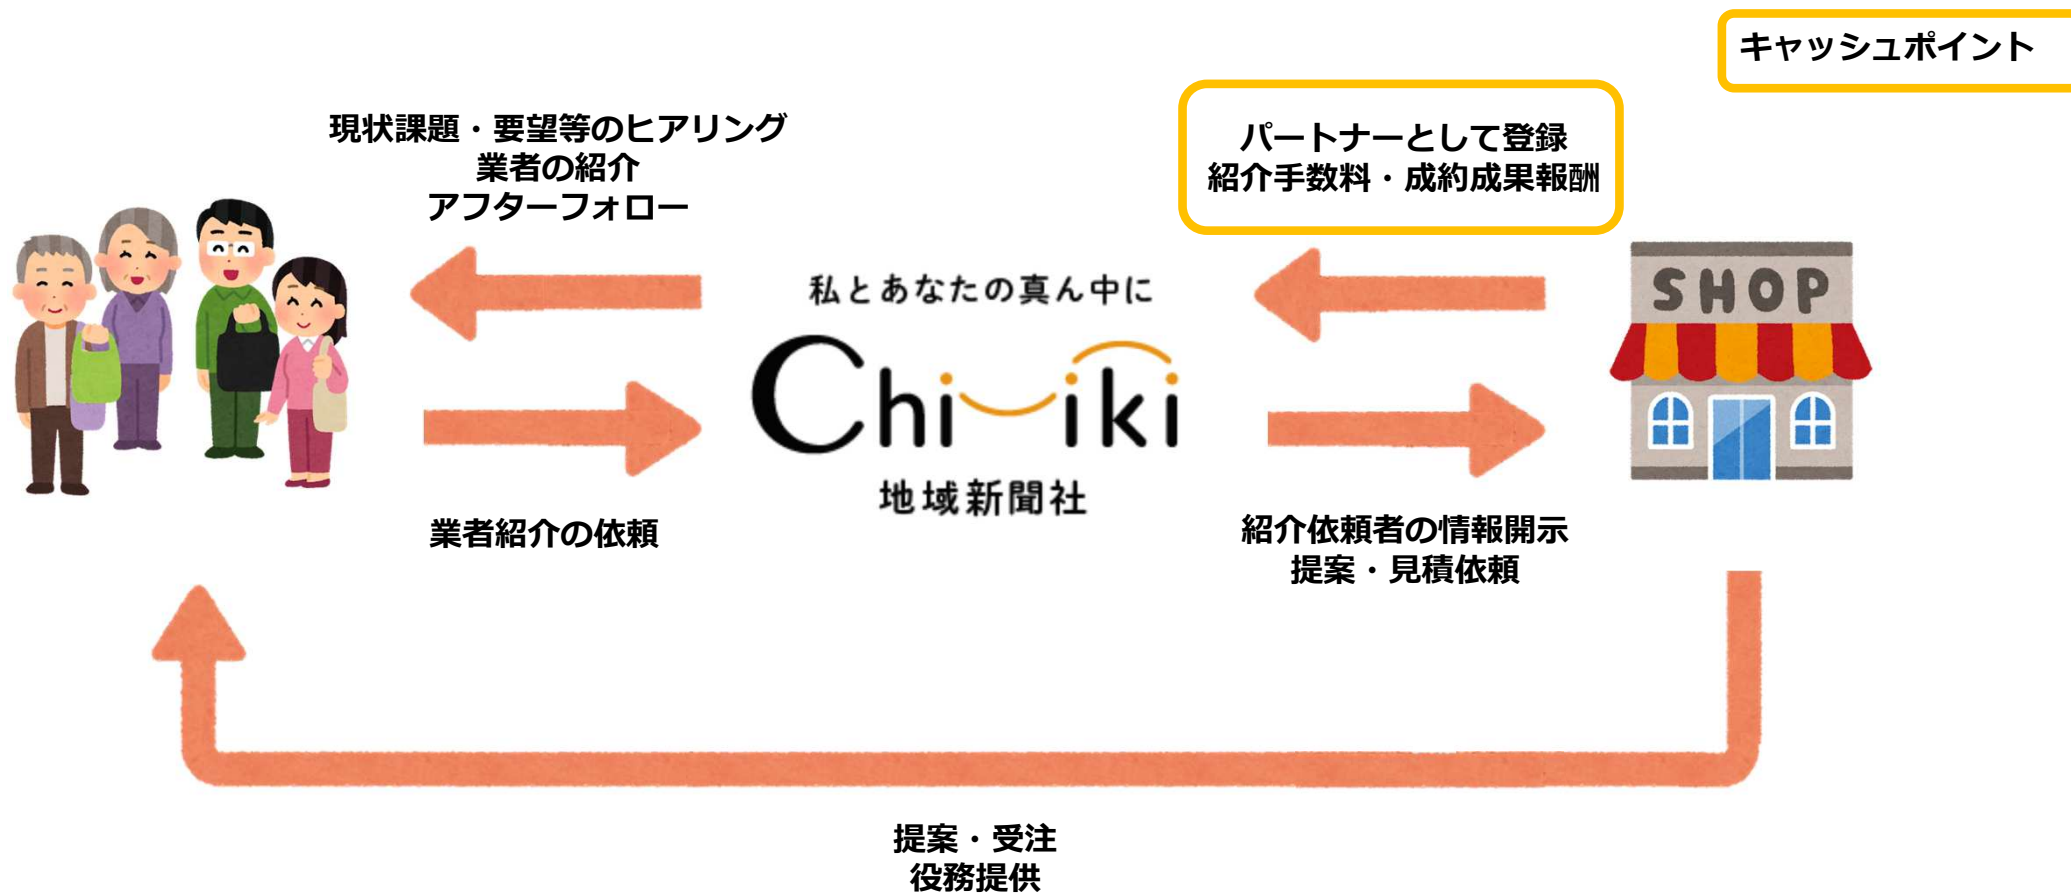 キャッシュポイント
現状課題・要望等のヒアリング
業者の紹介
アフターフォロー
パートナーとして登録
紹介手数料・成約成果報酬
私とあなたの真ん中に
Chiiki
地域新聞社
SHOP
業者紹介の依頼
紹介依頼者の情報開示
提案・見積依頼
提案・受注
役務提供